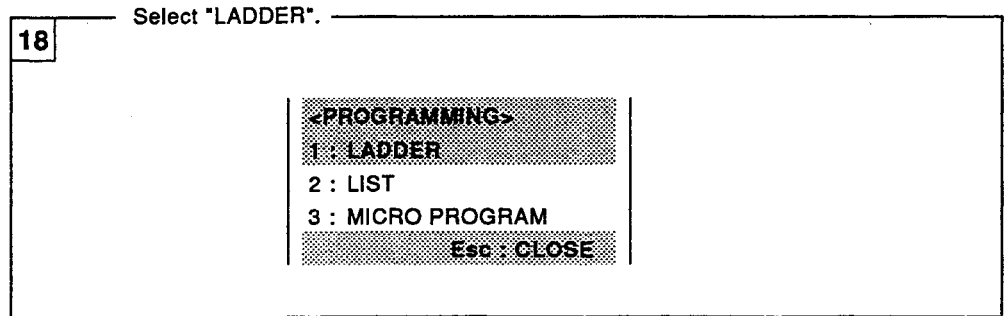 Select "LADDER".
18
<PROGRAMMING>
1 : LADDER
2 : LIST
3 : MICRO PROGRAM
Esc : CLOSE